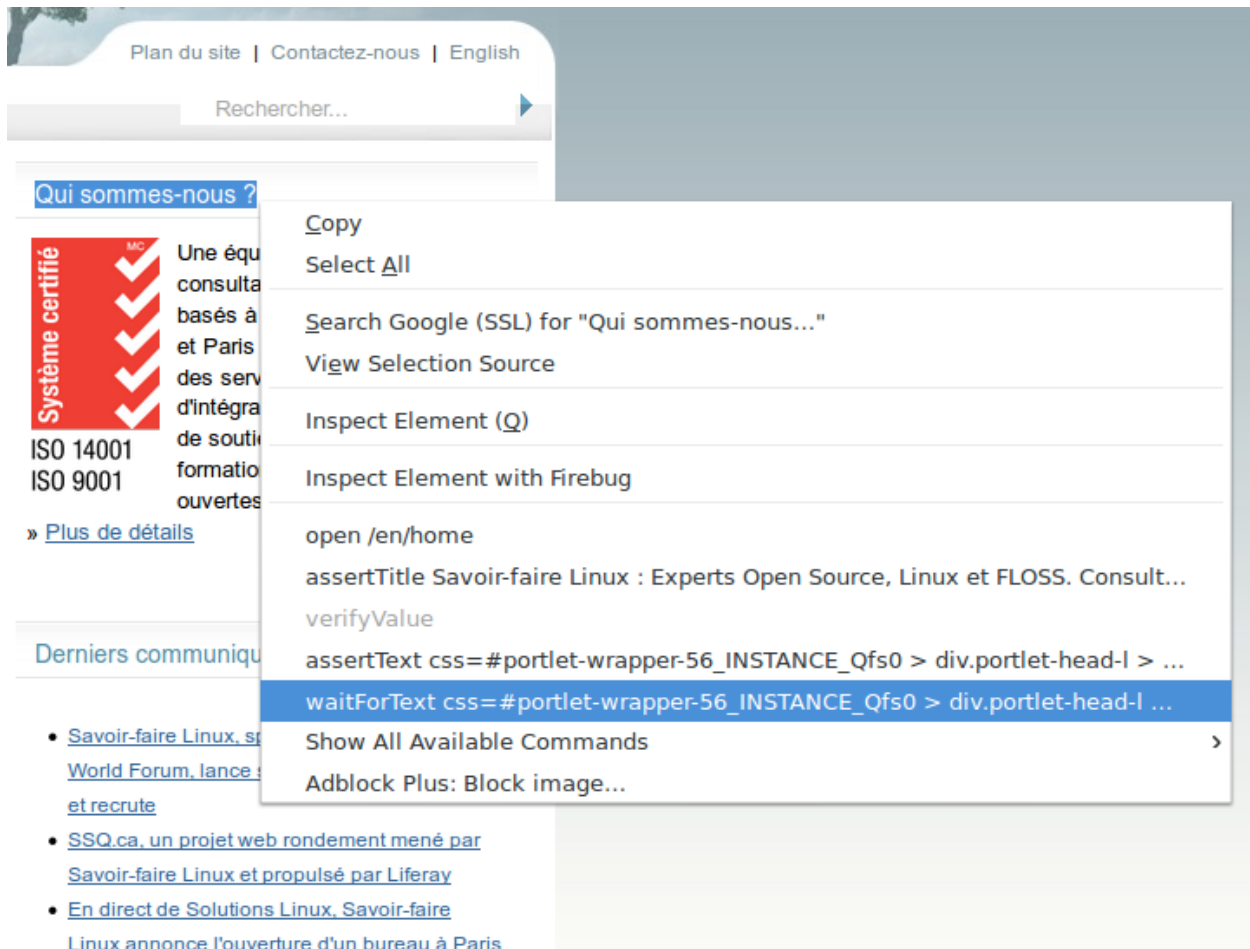 Plan du site | Contactez-nous | English
Rechercher...
Qui sommes-nous ?
Système certifié
MC
ISO 14001
ISO 9001
Une équ
consulta
basés à
et Paris
des serv
d'intégra
de souti
formatio
ouvertes
» Plus de détails
Derniers communiqu
• Savoir-faire Linux, sp
World Forum, lance s
et recrute
• SSQ.ca, un projet web rondement mené par
Savoir-faire Linux et propulsé par Liferay
• En direct de Solutions Linux, Savoir-faire
Linux annonce l'ouverture d'un bureau à Paris
Copy
Select All
Search Google (SSL) for "Qui sommes-nous..."
View Selection Source
Inspect Element (Q)
Inspect Element with Firebug
open /en/home
assertTitle Savoir-faire Linux : Experts Open Source, Linux et FLOSS. Consult...
verifyValue
assertText css=#portlet-wrapper-56_INSTANCE_Qfs0 > div.portlet-head-l > ...
waitForText css=#portlet-wrapper-56_INSTANCE_Qfs0 > div.portlet-head-l ...
Show All Available Commands
Adblock Plus: Block image...